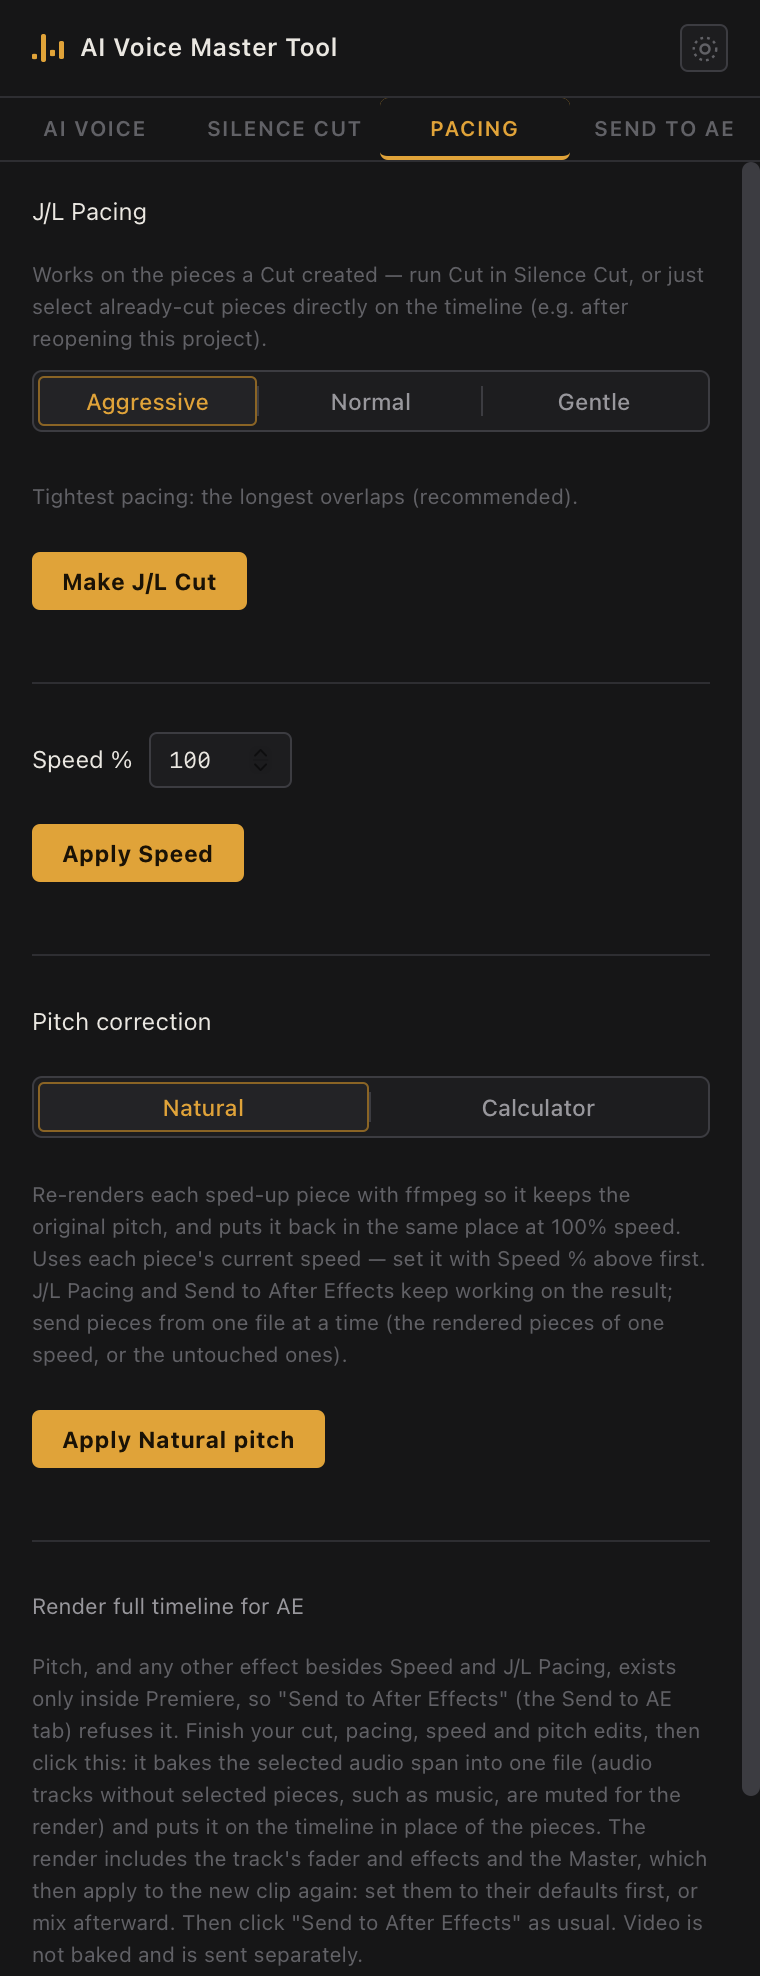 AI Voice Master Tool
AI VOICE
SILENCE CUT
PACING
SEND TO AE
J/L Pacing
Works on the pieces a Cut created — run Cut in Silence Cut, or just
select already-cut pieces directly on the timeline (e.g. after
reopening this project).
Aggressive
Normal
Gentle
Tightest pacing: the longest overlaps (recommended).
Make J/L Cut
Speed %
100
Apply Speed
Pitch correction
Natural
Calculator
Re-renders each sped-up piece with ffmpeg so it keeps the
original pitch, and puts it back in the same place at 100% speed.
Uses each piece's current speed — set it with Speed % above first.
J/L Pacing and Send to After Effects keep working on the result;
send pieces from one file at a time (the rendered pieces of one
speed, or the untouched ones).
Apply Natural pitch
Render full timeline for AE
Pitch, and any other effect besides Speed and J/L Pacing, exists
only inside Premiere, so "Send to After Effects" (the Send to AE
tab) refuses it. Finish your cut, pacing, speed and pitch edits, then
click this: it bakes the selected audio span into one file (audio
tracks without selected pieces, such as music, are muted for the
render) and puts it on the timeline in place of the pieces. The
render includes the track's fader and effects and the Master, which
then apply to the new clip again: set them to their defaults first, or
mix afterward. Then click "Send to After Effects" as usual. Video is
not baked and is sent separately.